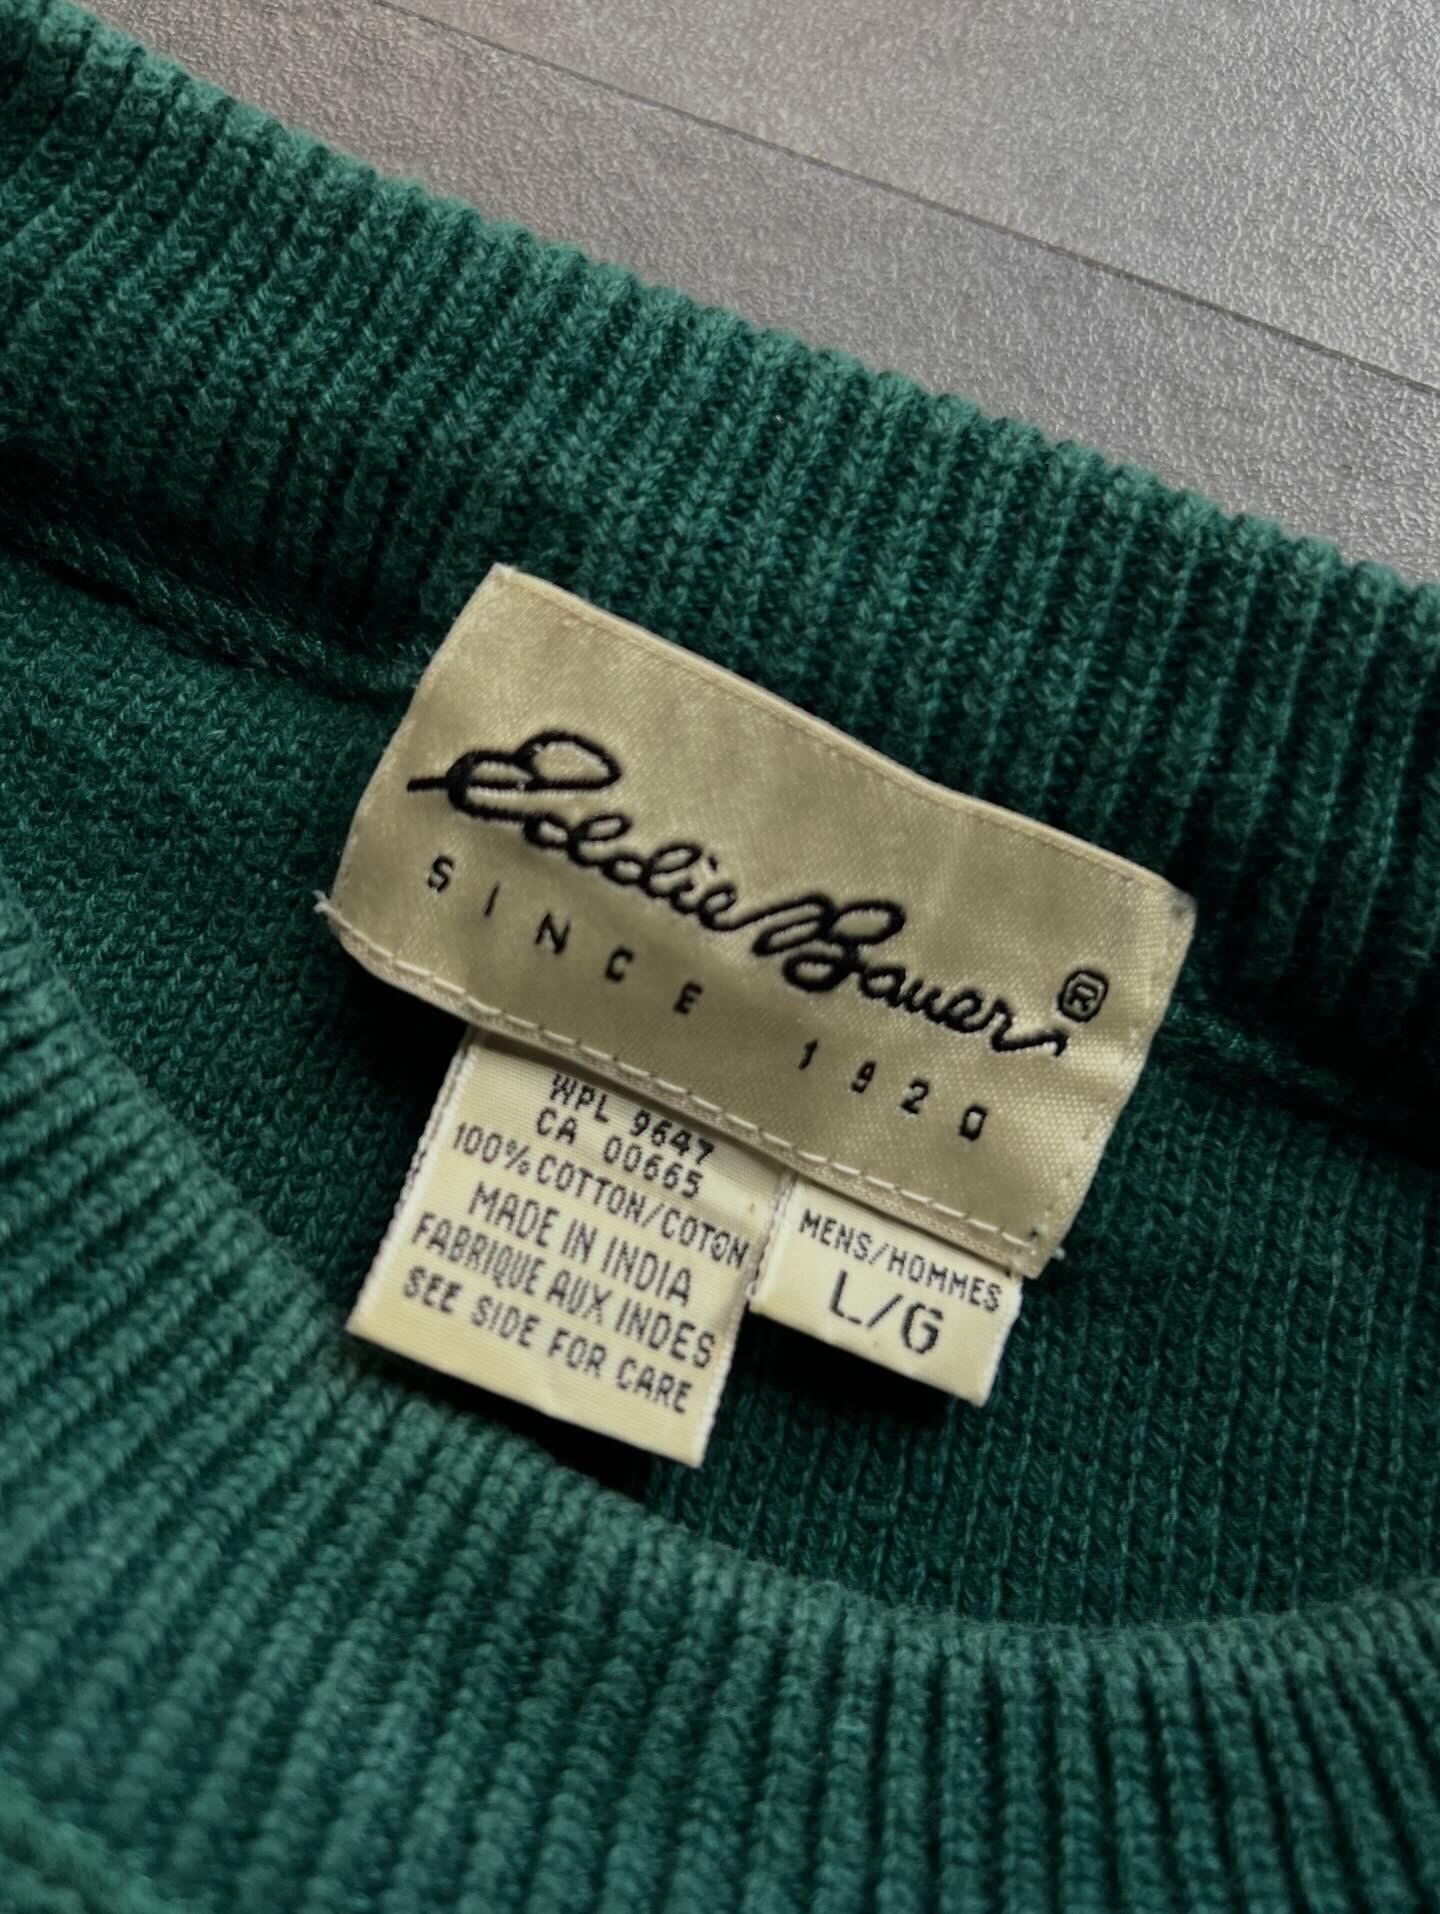 Eddie Bauer ®
SINCE 1920
WPL 9647
CA 00665
100% COTTON/COTON
MADE IN INDIA
FABRIQUE AUX INDES
SEE SIDE FOR CARE
MENS/HOMMES
L/G